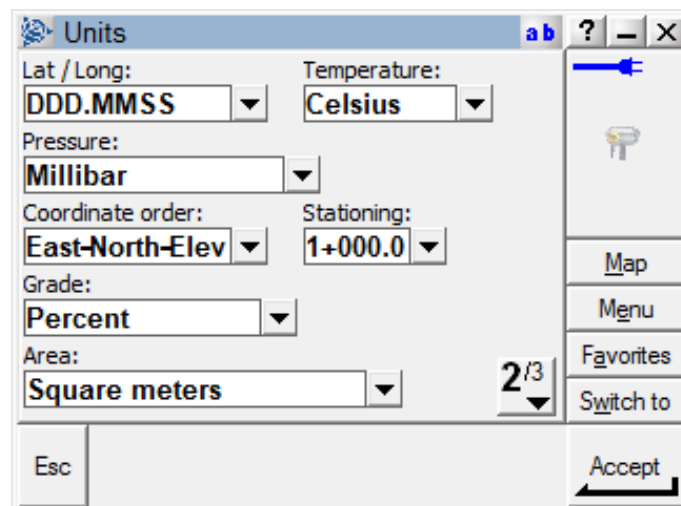 Units ab ? – X
Lat / Long: Temperature:
DDD.MMSS Celsius
Pressure:
Millibar
Coordinate order: Stationing:
East-North-Elev 1+000.0
Map
Grade:
Menu
Percent
Favorites
Area:
Square meters 2/3
Switch to
Esc Accept